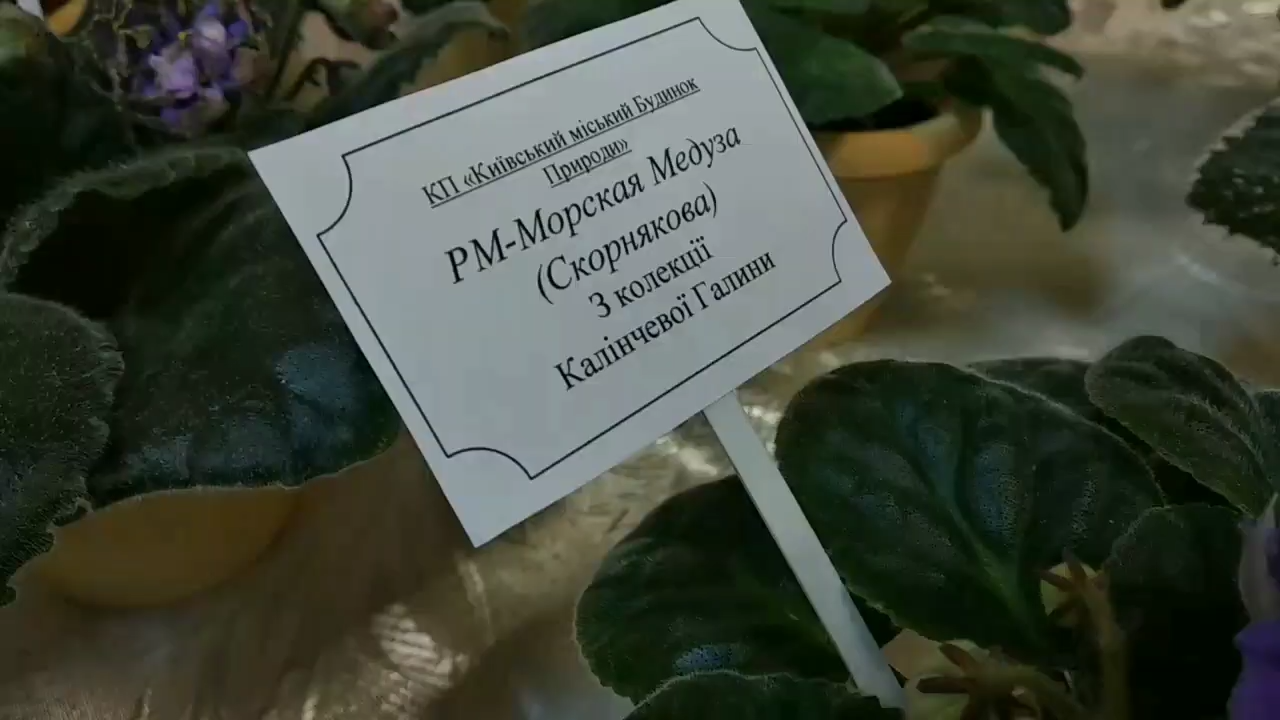 КП «Київський міський Будинок
Природи»
РМ-Морская Медуза
(Скорнякова)
З колекції
Калінчевої Галини